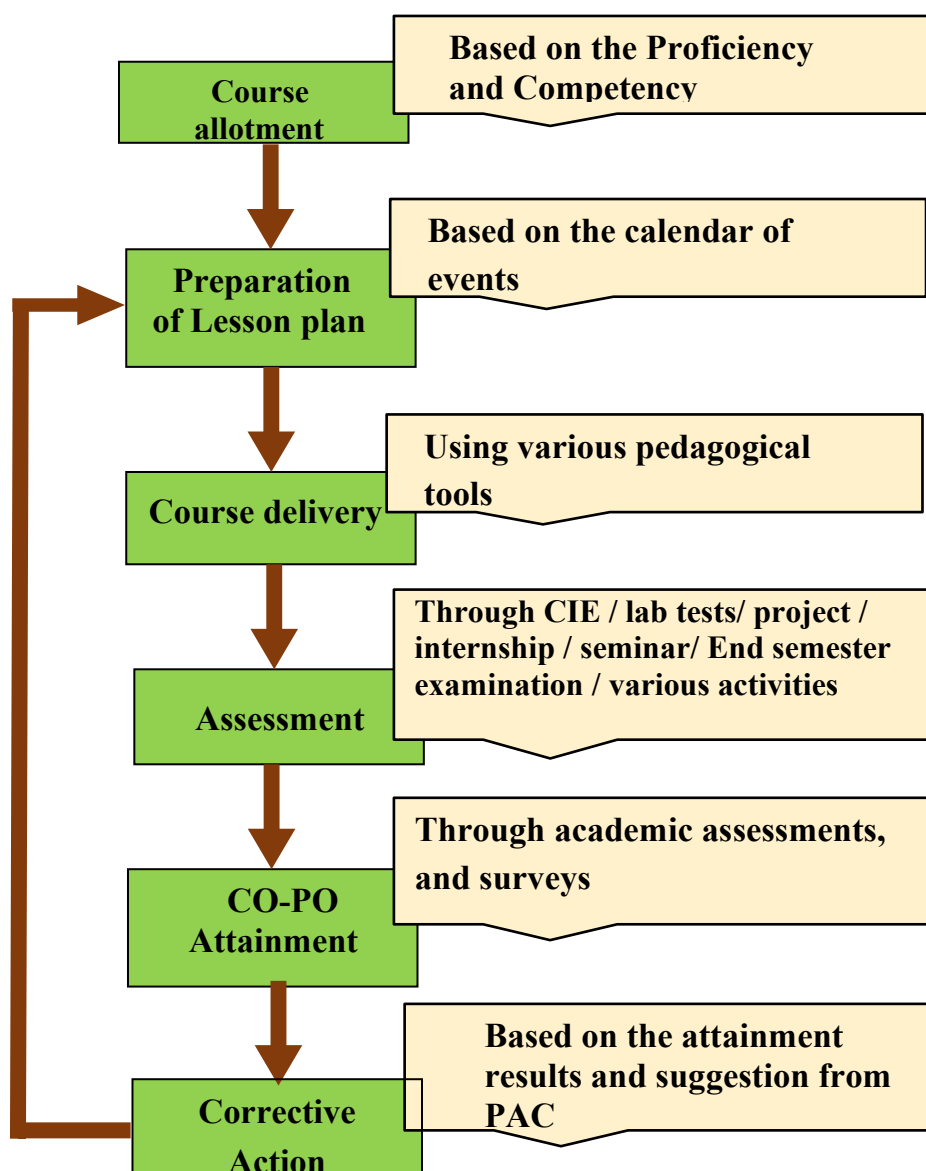 Course
allotment
Based on the Proficiency
and Competency
Preparation
of Lesson plan
Based on the calendar of
events
Course delivery
Using various pedagogical
tools
Assessment
Through CIE / lab tests/ project /
internship / seminar/ End semester
examination / various activities
CO-PO
Attainment
Through academic assessments,
and surveys
Corrective
Action
Based on the attainment
results and suggestion from
PAC